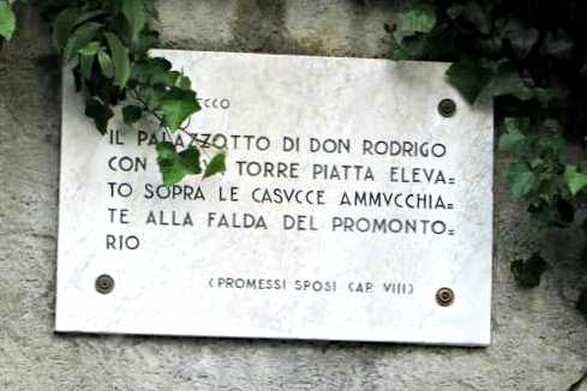 IL PALAZZOTTO DI DON RODRIGO
CON TORRE PIATTA ELEVA=
TO SOPRA LE CASVCCE AMMVCCHIA=
TE ALLA FALDA DEL PROMONTO=
RIO
(PROMESSI SPOSI CAP. VIII)